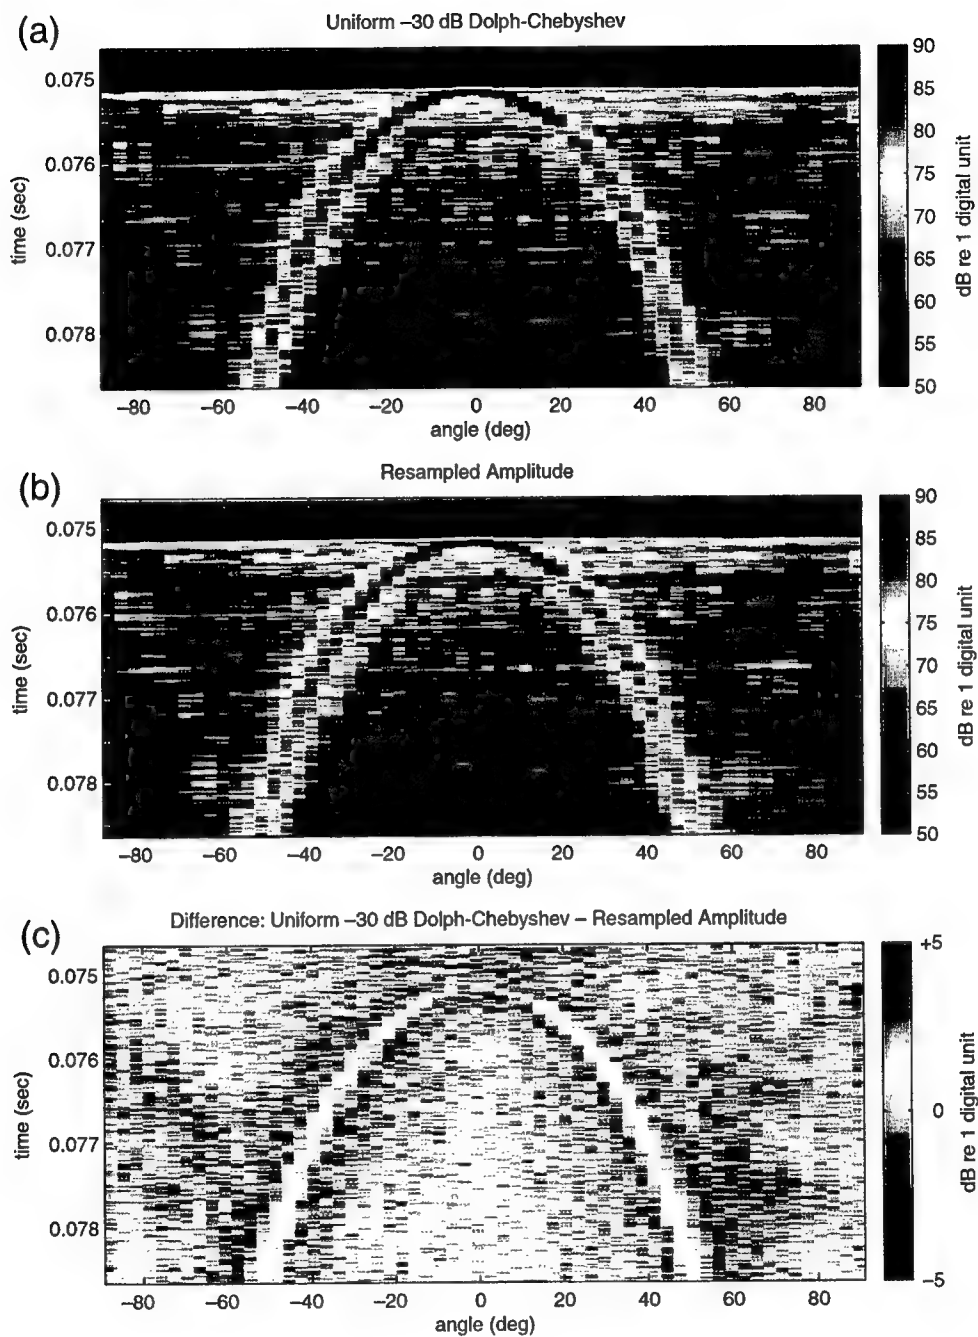 (a)
Uniform –30 dB Dolph-Chebyshev
0.075
0.076
0.077
0.078
time (sec)
–80 –60 –40 –20 0 20 40 60 80
angle (deg)
90
85
80
75
70
65
60
55
50
dB re 1 digital unit
(b)
Resampled Amplitude
0.075
0.076
0.077
0.078
time (sec)
–80 –60 –40 –20 0 20 40 60 80
angle (deg)
90
85
80
75
70
65
60
55
50
dB re 1 digital unit
(c)
Difference: Uniform –30 dB Dolph-Chebyshev – Resampled Amplitude
0.075
0.076
0.077
0.078
time (sec)
–80 –60 –40 –20 0 20 40 60 80
angle (deg)
+5
0
–5
dB re 1 digital unit